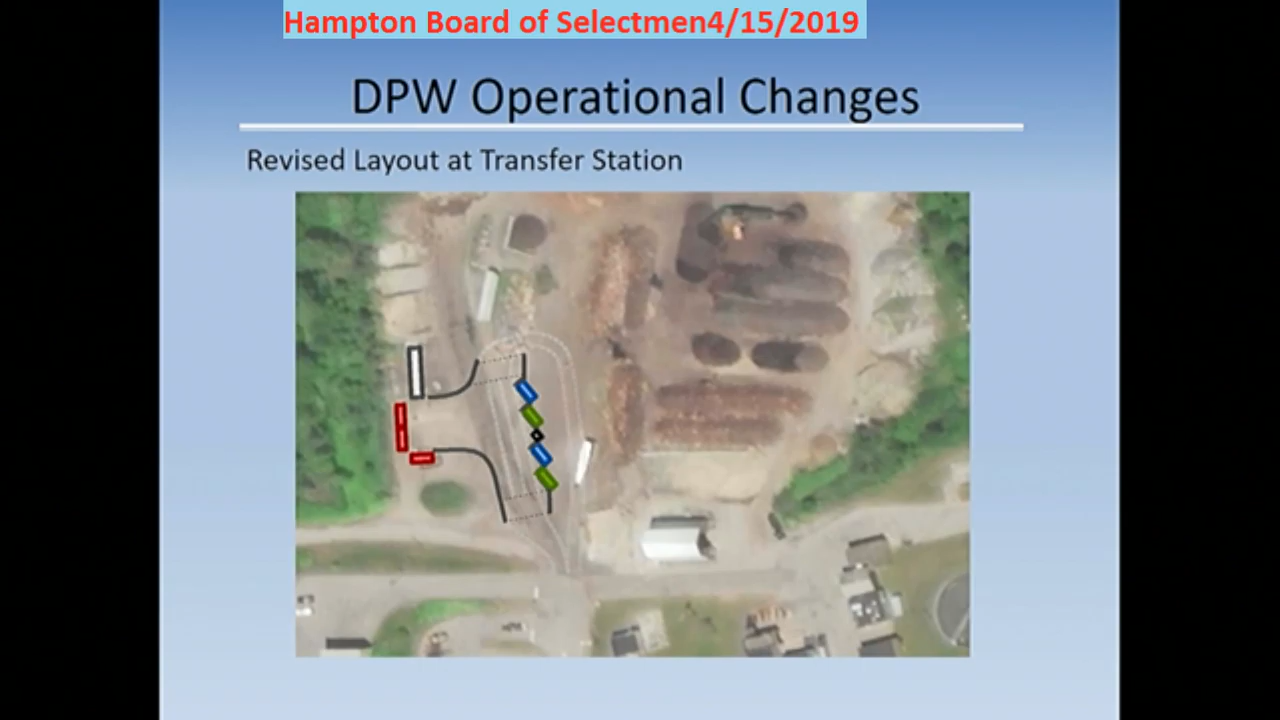 Hampton Board of Selectmen4/15/2019
DPW Operational Changes
Revised Layout at Transfer Station